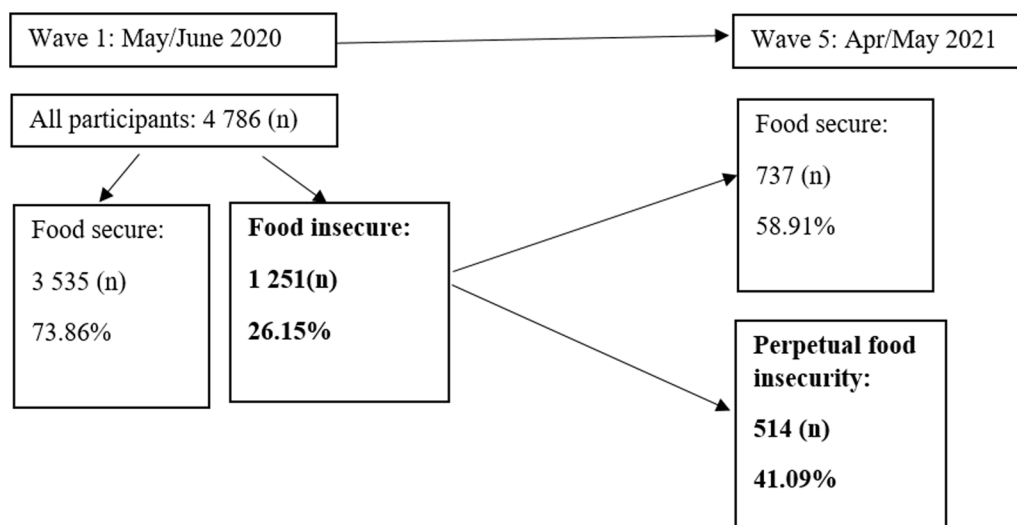 Wave 1: May/June 2020
Wave 5: Apr/May 2021
All participants: 4 786 (n)
Food secure:
3 535 (n)
73.86%
Food insecure:
1 251(n)
26.15%
Food secure:
737 (n)
58.91%
Perpetual food
insecurity:
514 (n)
41.09%